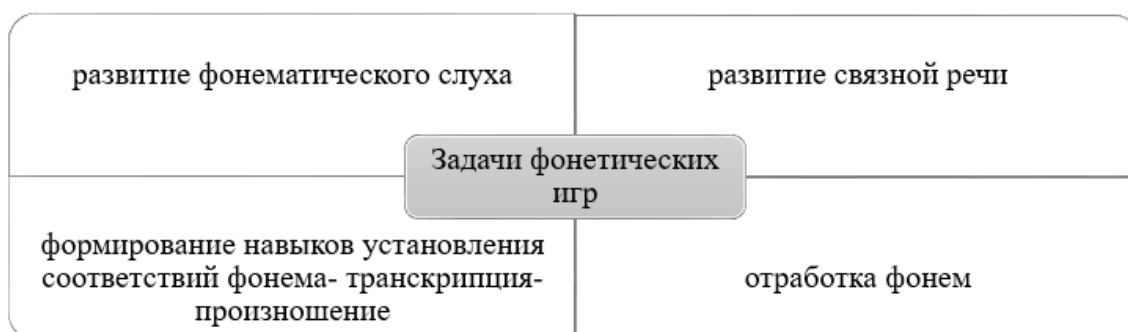 развитие фонематического слуха
развитие связной речи
Задачи фонетических
игр
формирование навыков установления
соответствий фонема- транскрипция-
произношение
отработка фонем